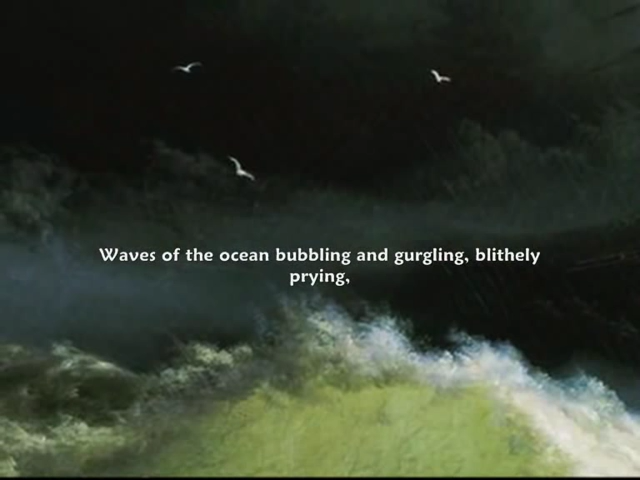 Waves of the ocean bubbling and gurgling, blithely
prying,